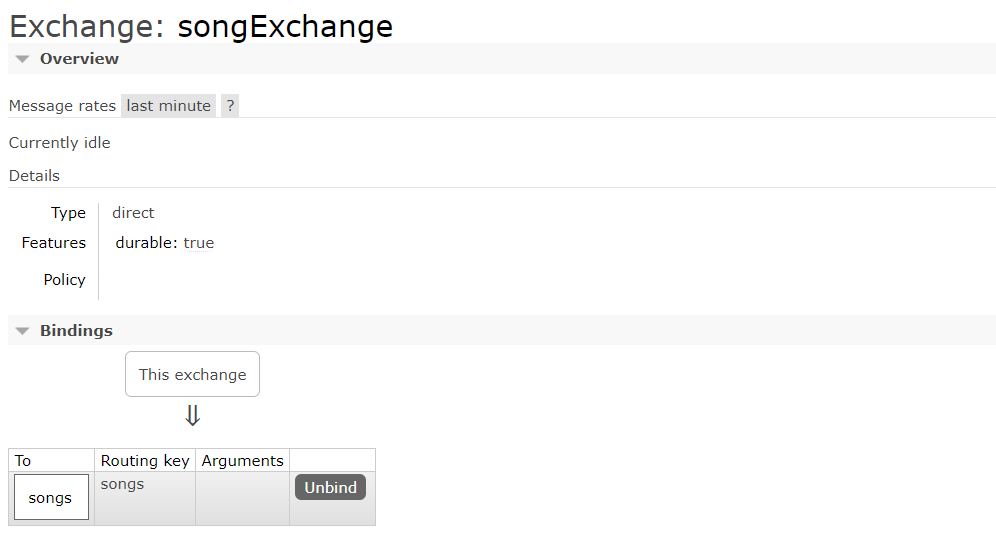 Exchange: songExchange
Overview
Message rates last minute ?
Currently idle
Details
Type direct
Features durable: true
Policy
Bindings
This exchange
⇓
To Routing key Arguments
songs songs Unbind